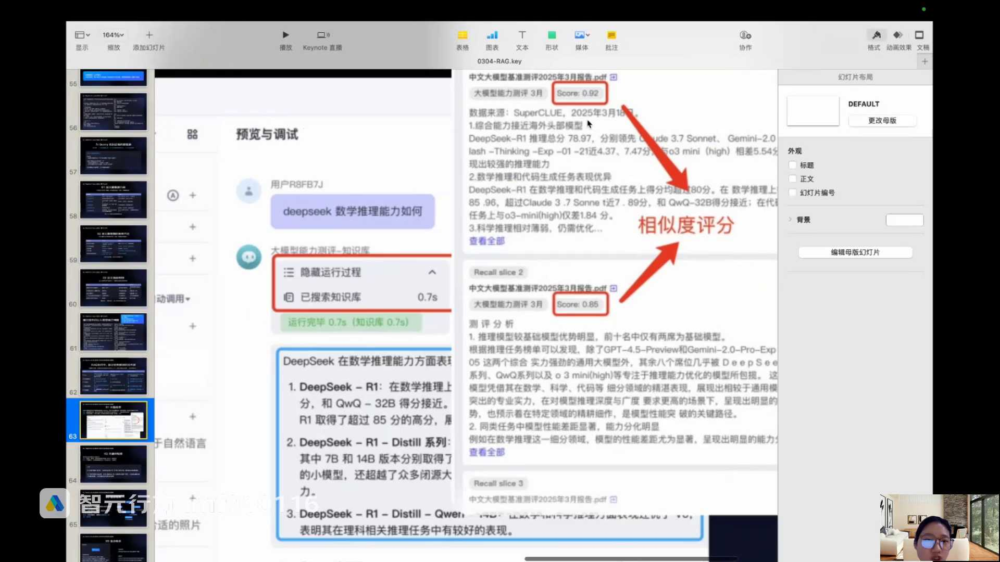 164%
显示
缩放
添加幻灯片
播放
Keynote 直播
表格
图表
文本
形状
媒体
批注
协作
格式
动画效果
文稿
0304-RAG.key
55
56
57
58
59
60
61
62
63
64
65
动调用
于自然语言
适的照片
预览与调试
用户R8FB7J
deepseek 数学推理能力如何
大模型能力测评-知识库
隐藏运行过程
已搜索知识库 0.7s
运行完毕 0.7s（知识库 0.7s）
DeepSeek 在数学推理能力方面表现
1. DeepSeek - R1：在数学推理上
分，和 QwQ - 32B 得分接近。
R1 取得了超过 85 分的高分，展
2. DeepSeek - R1 - Distill 系列：
其中 7B 和 14B 版本分别取得了
的小模型，还超越了众多闭源大
力。
3. DeepSeek - R1 - Distill - Qwen
表明其在理科相关推理任务中有较好的表现。
中文大模型基准测评2025年3月报告.pdf
大模型能力测评 3月 Score: 0.92
数据来源：SuperCLUE，2025年3月18
1.综合能力接近海外头部模型
DeepSeek-R1 推理总分 78.97，分别领先 Claude 3.7 Sonnet、 Gemini-2.0
lash -Thinking -Exp -01 -21近4.37、7.47分，与o3 mini（high）相差5.54分
现出较强的推理能力
2.数学推理和代码生成任务表现优异
DeepSeek-R1 在数学推理和代码生成任务上得分均超过80分。在 数学推理上
85 .96，超过Claude 3 .7 Sonne t近7 . 89分，和 QwQ-32B得分接近；在代码
任务上与o3-mini(high)仅差1.84 分。
3.科学推理相对薄弱，仍需优化...
查看全部
相似度评分
Recall slice 2
中文大模型基准测评2025年3月报告.pdf
大模型能力测评 3月 Score: 0.85
测 评 分 析
1. 推理模型较基础模型优势明显，前十名中仅有两席为基础模型。
根据推理任务榜单可以发现，除了GPT-4.5-Preview和Gemini-2.0-Pro-Exp
05 这两个综合 实力强劲的通用大模型外，其余八个席位几乎被 D e e p S e e
系列、QwQ系列以及 o 3 mini(high)等专注于推理能力优化的模型所包揽。 这
模型凭借其在数学、科学、代码等 细分领域的精湛表现，展现出相较于通用模
突出的专业实力，在对模型推理深度与广度 要求更高的场景下，呈现出明显的
势，也预示着在特定领域的精耕细作，是模型性能突 破的关键路径。
2. 同类任务中模型性能差距显著，能力分化明显
例如在数学推理这一细分领域，模型的性能差距尤为显著，呈现出明显的能力分
查看全部
Recall slice 3
中文大模型基准测评2025年3月报告.pdf
幻灯片布局
DEFAULT
更改母版
外观
标题
正文
幻灯片编号
背景
编辑母版幻灯片
智元行